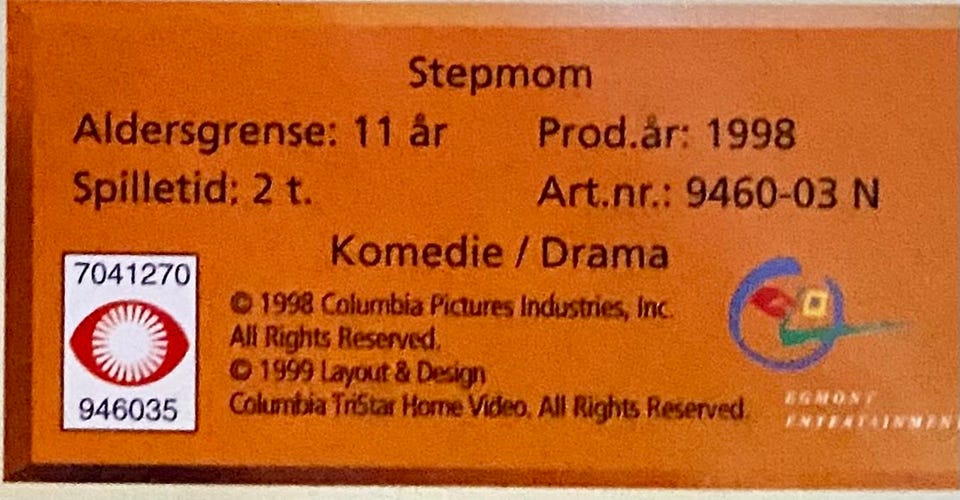 Stepmom
Aldersgrense: 11 år Prod.år: 1998
Spilletid: 2 t. Art.nr.: 9460-03 N
Komedie / Drama
7041270
946035
© 1998 Columbia Pictures Industries, Inc.
All Rights Reserved.
© 1999 Layout & Design
Columbia TriStar Home Video. All Rights Reserved.
EGMONT
ENTERTAINMENT